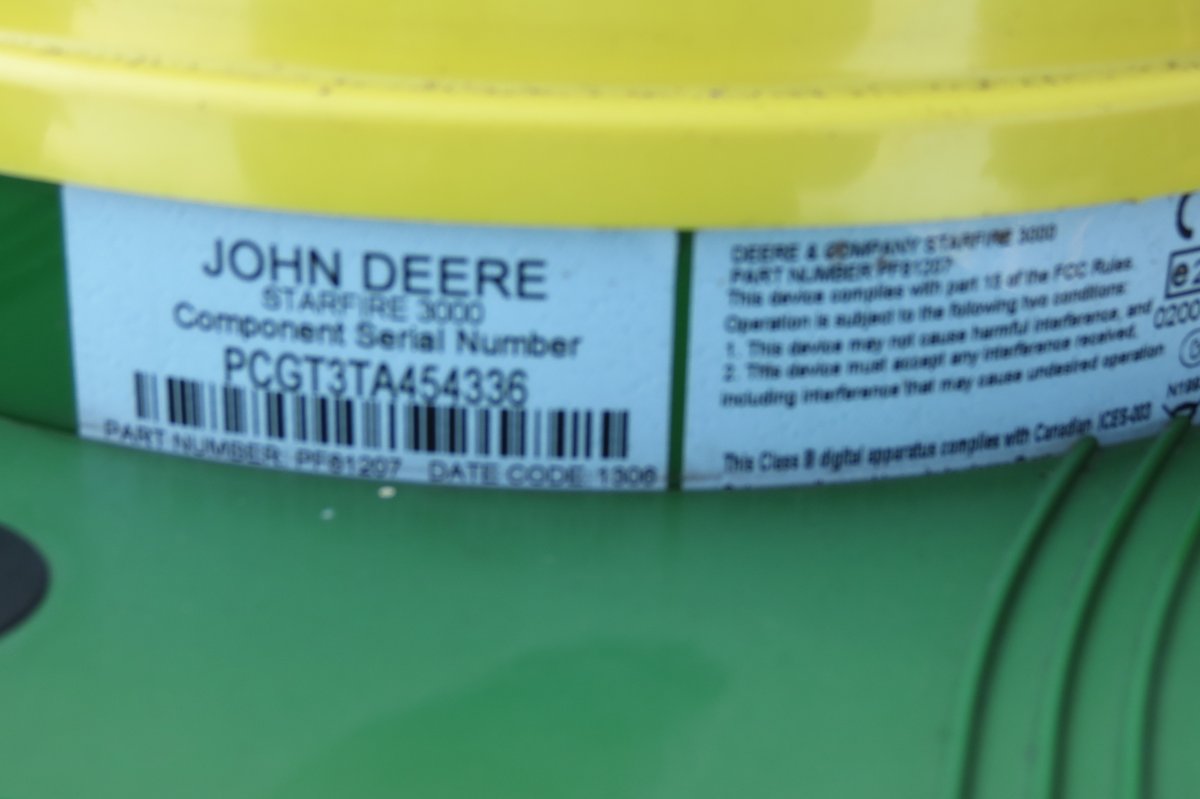 JOHN DEERE
STARFIRE 3000
Component Serial Number
PCGT3TA454336
PART NUMBER: PF81207 DATE CODE: 1306
DEERE & COMPANY STARFIRE 3000
PART NUMBER PF81207
This device complies with part 15 of the FCC Rules.
Operation is subject to the following two conditions:
1. This device may not cause harmful interference, and
2. This device must accept any interference received,
including interference that may cause undesired operation
This Class B digital apparatus complies with Canadian ICES-003